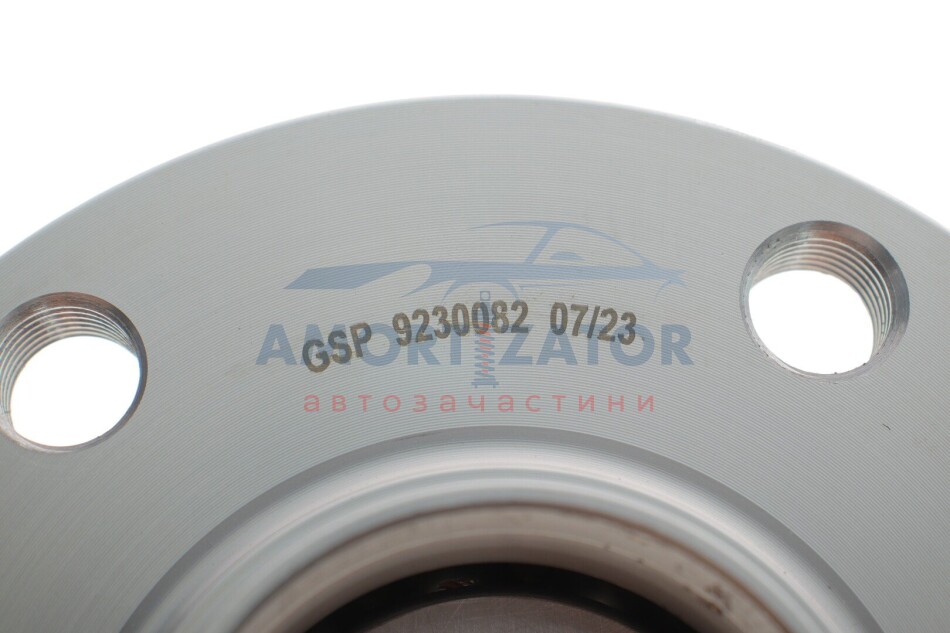 GSP 9230082 07/23
AMORTIZATOR
автозачастини